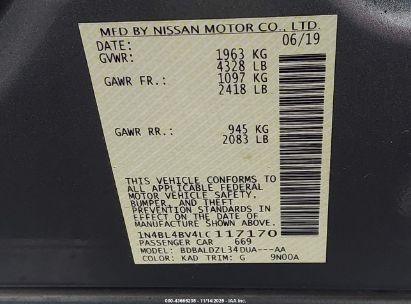 MFD BY NISSAN MOTOR CO., LTD.
DATE: 06/19
GVWR: 1963 KG
4328 LB
GAWR FR.: 1097 KG
2418 LB
GAWR RR.: 945 KG
2083 LB
THIS VEHICLE CONFORMS TO
ALL APPLICABLE FEDERAL
MOTOR VEHICLE SAFETY,
BUMPER, AND THEFT
PREVENTION STANDARDS
IN EFFECT ON THE DATE OF
MANUFACTURE SHOWN ABOVE.
1N4BL4BV4LC117170
PASSENGER CAR 669
MODEL: BDBALDZL34DUA---AA
COLOR: KAD TRIM: G 9N00A